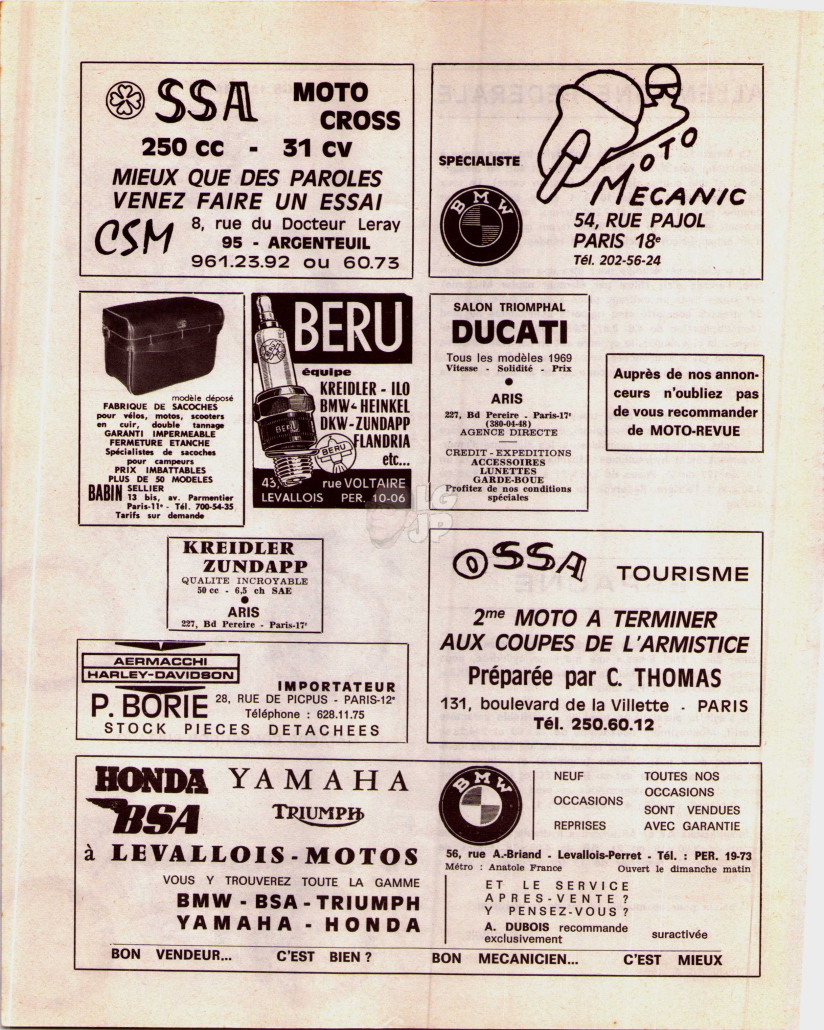 OSSA MOTO
CROSS
250 cc - 31 cv
MIEUX QUE DES PAROLES
VENEZ FAIRE UN ESSAI
CSM 8, rue du Docteur Leray
95 - ARGENTEUIL
961.23.92 ou 60.73
MOTO
SPÉCIALISTE
MECANIC
BMW
54, RUE PAJOL
PARIS 18e
Tél. 202-56-24
modèle déposé
FABRIQUE DE SACOCHES
pour vélos, motos, scooters
en cuir, double tannage
GARANTI IMPERMEABLE
FERMETURE ETANCHE
Spécialistes de sacoches
pour campeurs
PRIX IMBATTABLES
PLUS DE 50 MODELES
BABIN SELLIER
13 bis, av. Parmentier
Paris-11e - Tél. 700-54-35
Tarifs sur demande
BERU
équipe
KREIDLER - ILO
BMW - HEINKEL
DKW - ZUNDAPP
FLANDRIA
etc...
BERU
BERU
43, rue VOLTAIRE
LEVALLOIS PER. 10-06
SALON TRIOMPHAL
DUCATI
Tous les modèles 1969
Vitesse - Solidité - Prix
ARIS
227, Bd Pereire - Paris-17e
(380-04-48)
AGENCE DIRECTE
CREDIT - EXPEDITIONS
ACCESSOIRES
LUNETTES
GARDE-BOUE
Profitez de nos conditions
spéciales
Auprès de nos annon-
ceurs n'oubliez pas
de vous recommander
de MOTO-REVUE
LG
JP
KREIDLER
ZUNDAPP
QUALITE INCROYABLE
50 cc - 6,5 ch SAE
ARIS
227, Bd Pereire - Paris-17e
OSSA TOURISME
2me MOTO A TERMINER
AUX COUPES DE L'ARMISTICE
Préparée par C. THOMAS
131, boulevard de la Villette - PARIS
Tél. 250.60.12
AERMACCHI
HARLEY-DAVIDSON
IMPORTATEUR
P. BORIE 28, RUE DE PICPUS - PARIS-12e
Téléphone : 628.11.75
STOCK PIECES DETACHEES
HONDA YAMAHA
BSA TRIUMPH
à LEVALLOIS-MOTOS
VOUS Y TROUVEREZ TOUTE LA GAMME
BMW - BSA - TRIUMPH
YAMAHA - HONDA
BMW
NEUF
OCCASIONS
REPRISES
TOUTES NOS
OCCASIONS
SONT VENDUES
AVEC GARANTIE
56, rue A.-Briand - Levallois-Perret - Tél. : PER. 19-73
Métro : Anatole France Ouvert le dimanche matin
ET LE SERVICE
APRES-VENTE ?
Y PENSEZ-VOUS ?
A. DUBOIS recommande
exclusivement suractivée
BON VENDEUR... C'EST BIEN ? BON MECANICIEN... C'EST MIEUX